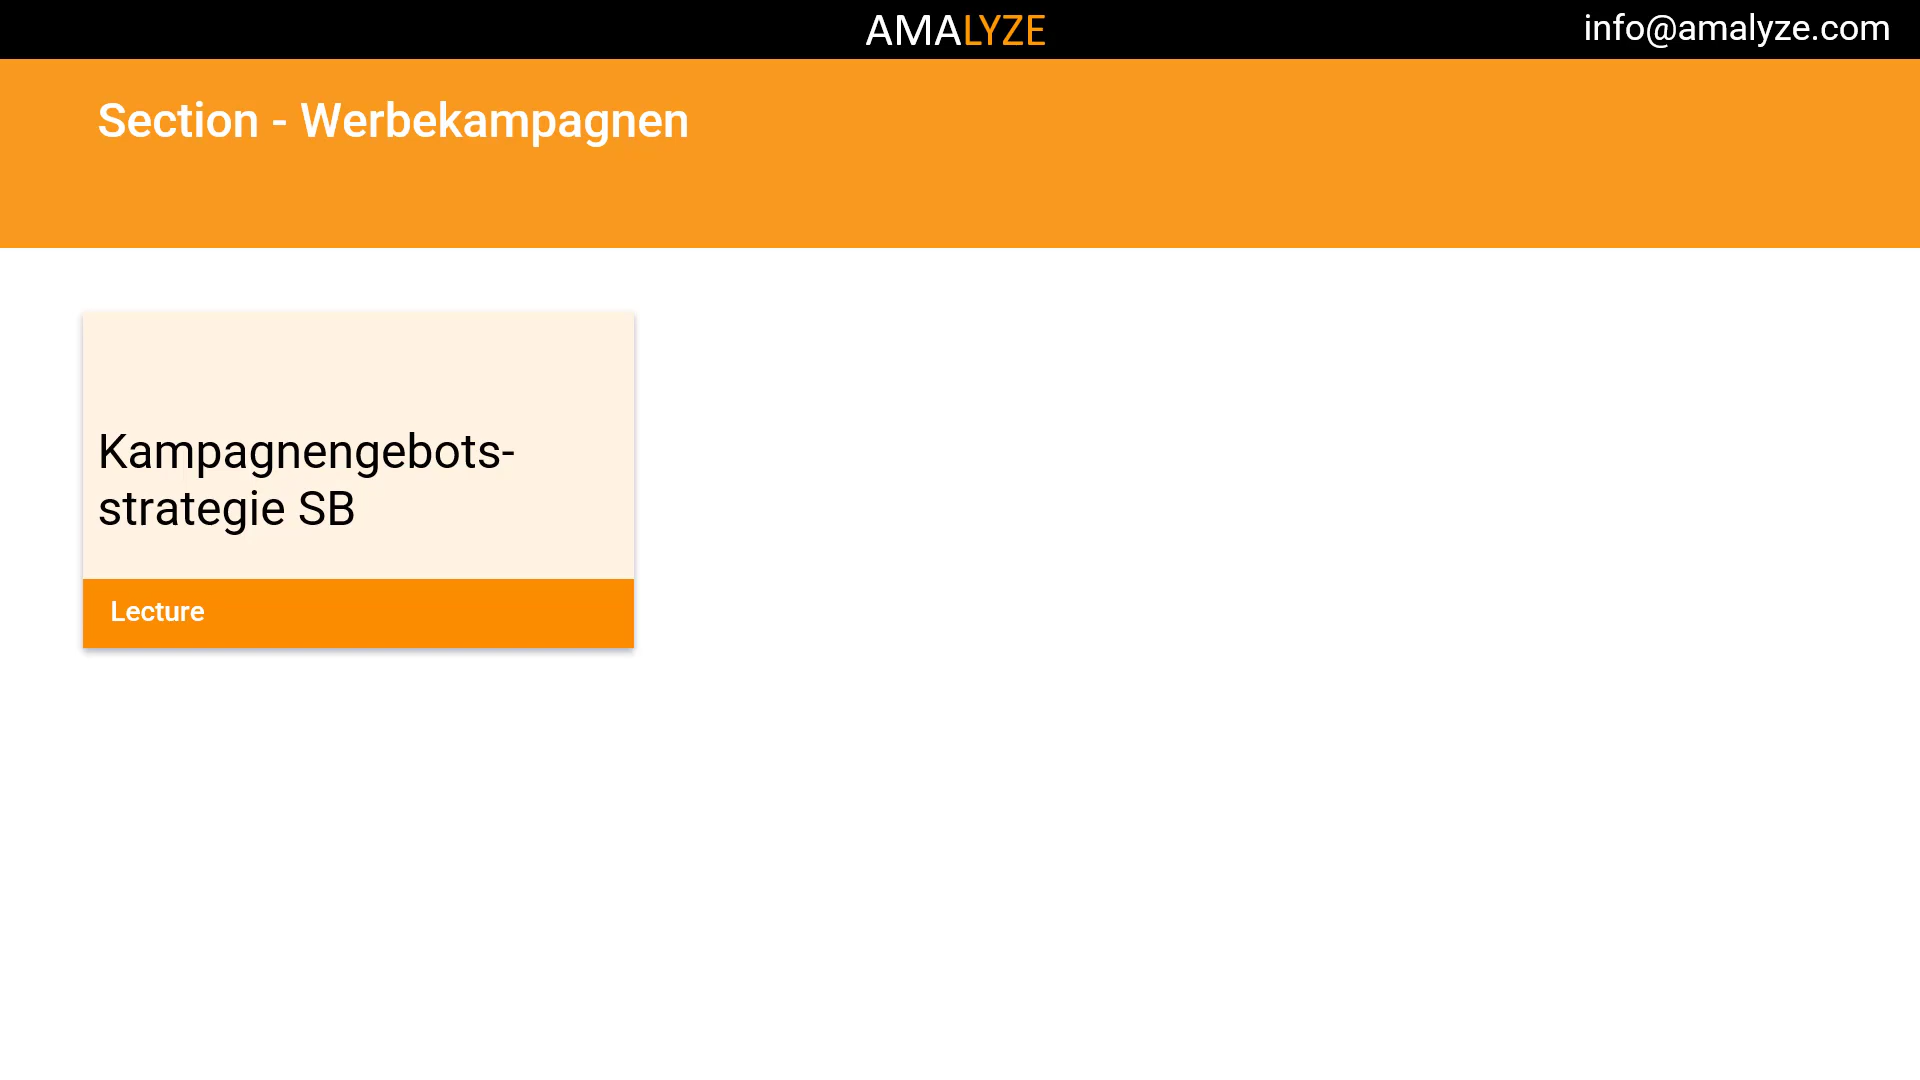 AMALYZE
info@amalyze.com
Section - Werbekampagnen
Kampagnengebots-
strategie SB
Lecture